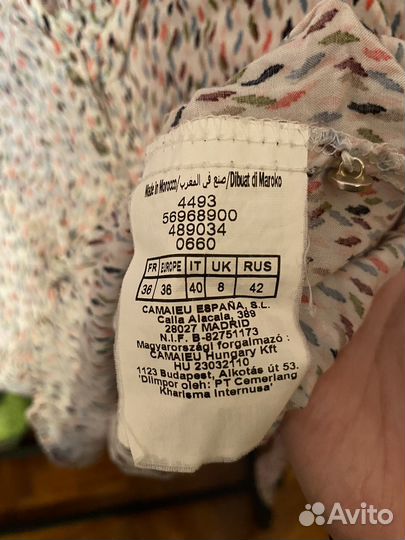 Made in Morocco/صنع في المغرب/Dibuat di Maroko
4493
56968900
489034
0660
FR EUROPE IT UK RUS
36 36 40 8 42
CAMAIEU ESPAÑA, S.L.
Calla Alacala, 389
28027 MADRID
N.I.F. B-82751173
Magyarországi forgalmazó :
CAMAIEU Hungary Kft
HU 23032110
1123 Budapest, Alkotás út 53.
'DIImpor oleh: PT Cemerlang
Kharisma Internusa'
Avito